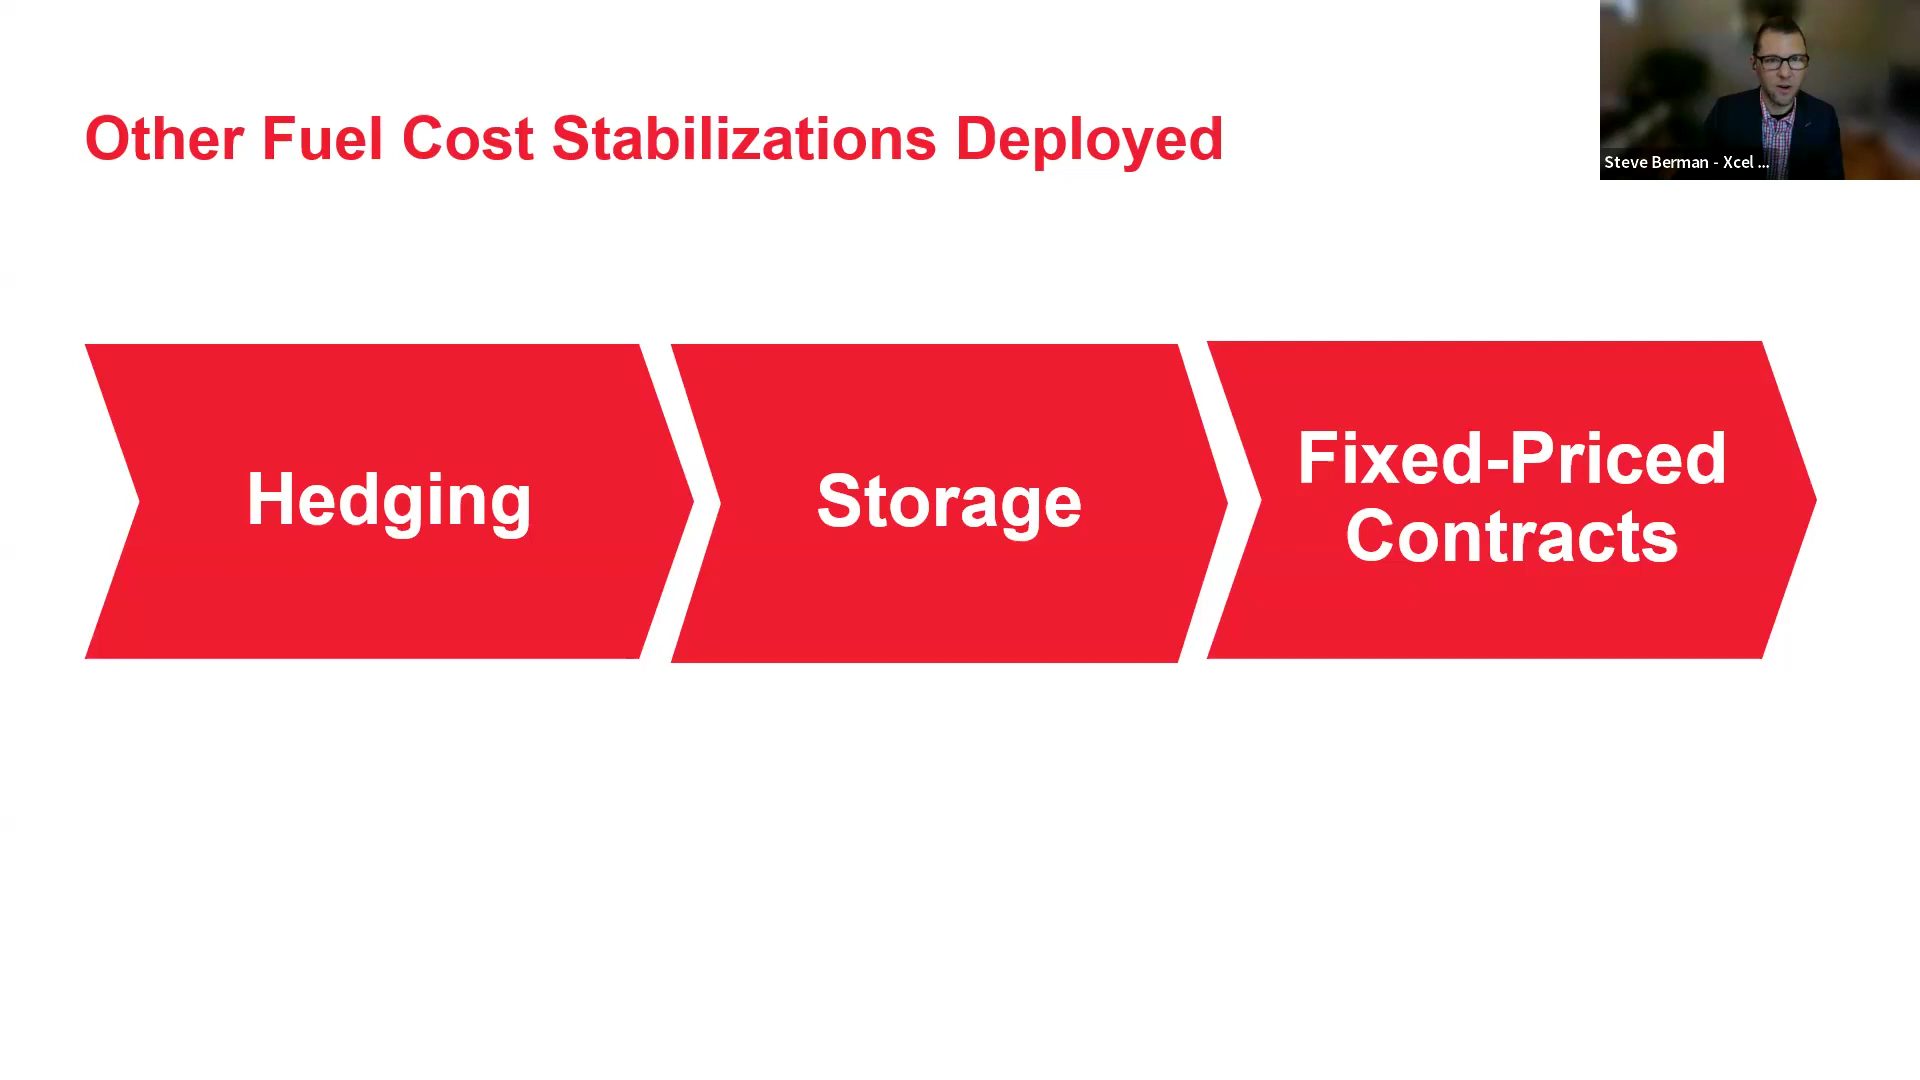 Other Fuel Cost Stabilizations Deployed
Steve Berman - Xcel ...
Hedging
Storage
Fixed-Priced
Contracts